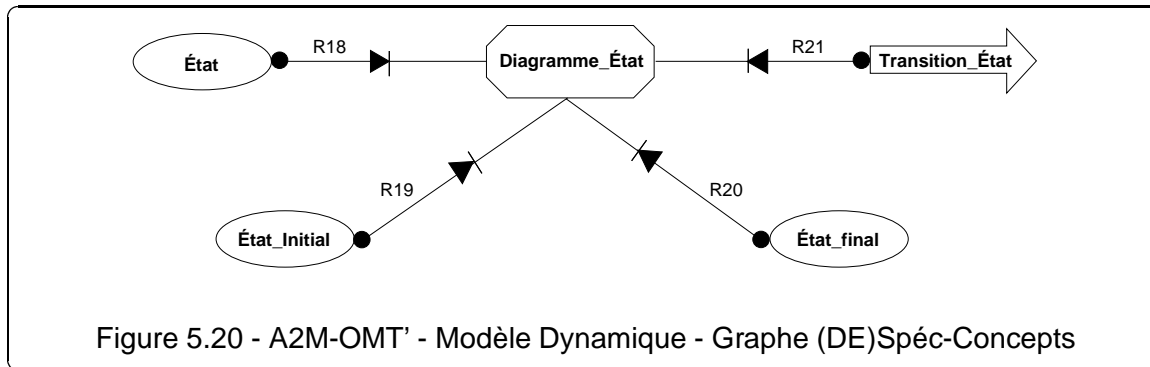 R18
R21
État
Diagramme_État
Transition_État
R19
R20
État_Initial
État_final
Figure 5.20 - A2M-OMT’ - Modèle Dynamique - Graphe (DE)Spéc-Concepts